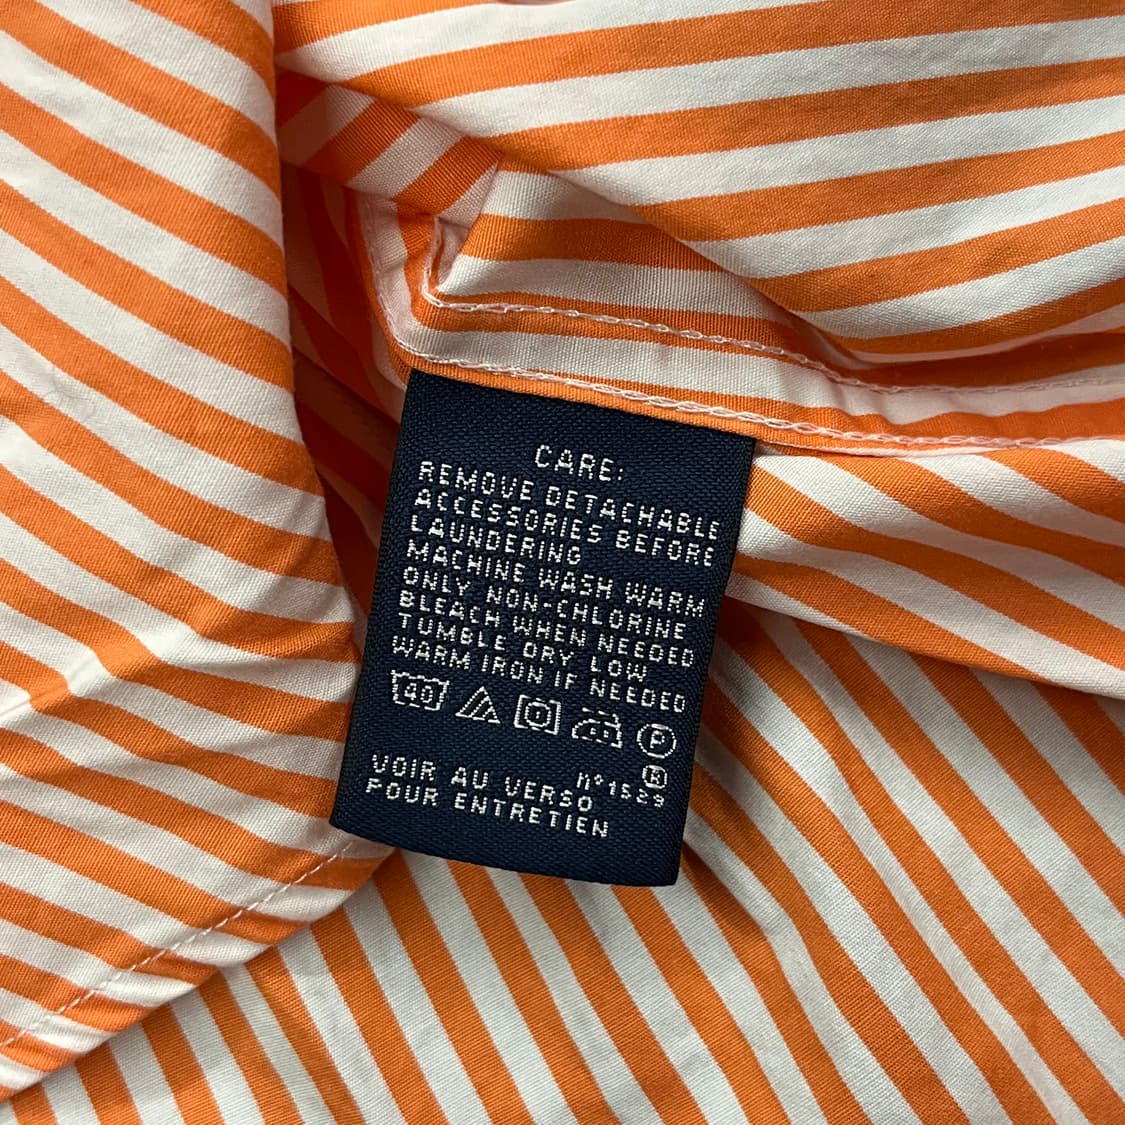 CARE:
REMOVE DETACHABLE
ACCESSORIES BEFORE
LAUNDERING
MACHINE WASH WARM
ONLY NON-CHLORINE
BLEACH WHEN NEEDED
TUMBLE DRY LOW
WARM IRON IF NEEDED
40 P
VOIR AU VERSO
POUR ENTRETIEN
®
nº1529